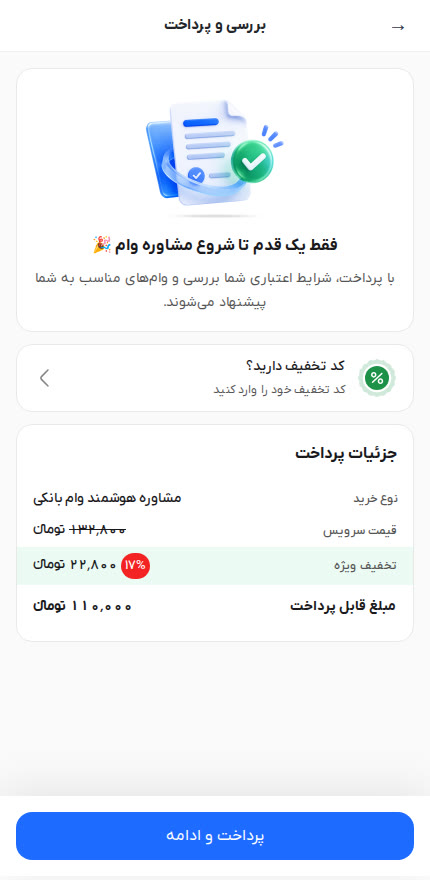 بررسی و پرداخت →
فقط یک قدم تا شروع مشاوره وام 🎉
با پرداخت، شرایط اعتباری شما بررسی و وام‌های مناسب به شما
پیشنهاد می‌شوند.
کد تخفیف دارید؟
کد تخفیف خود را وارد کنید
جزئیات پرداخت
نوع خرید مشاوره هوشمند وام بانکی
قیمت سرویس ۱۳۲,۸۰۰ تومان
تخفیف ویژه ۱۷% ۲۲,۸۰۰ تومان
مبلغ قابل پرداخت ۱۱۰,۰۰۰ تومان
پرداخت و ادامه